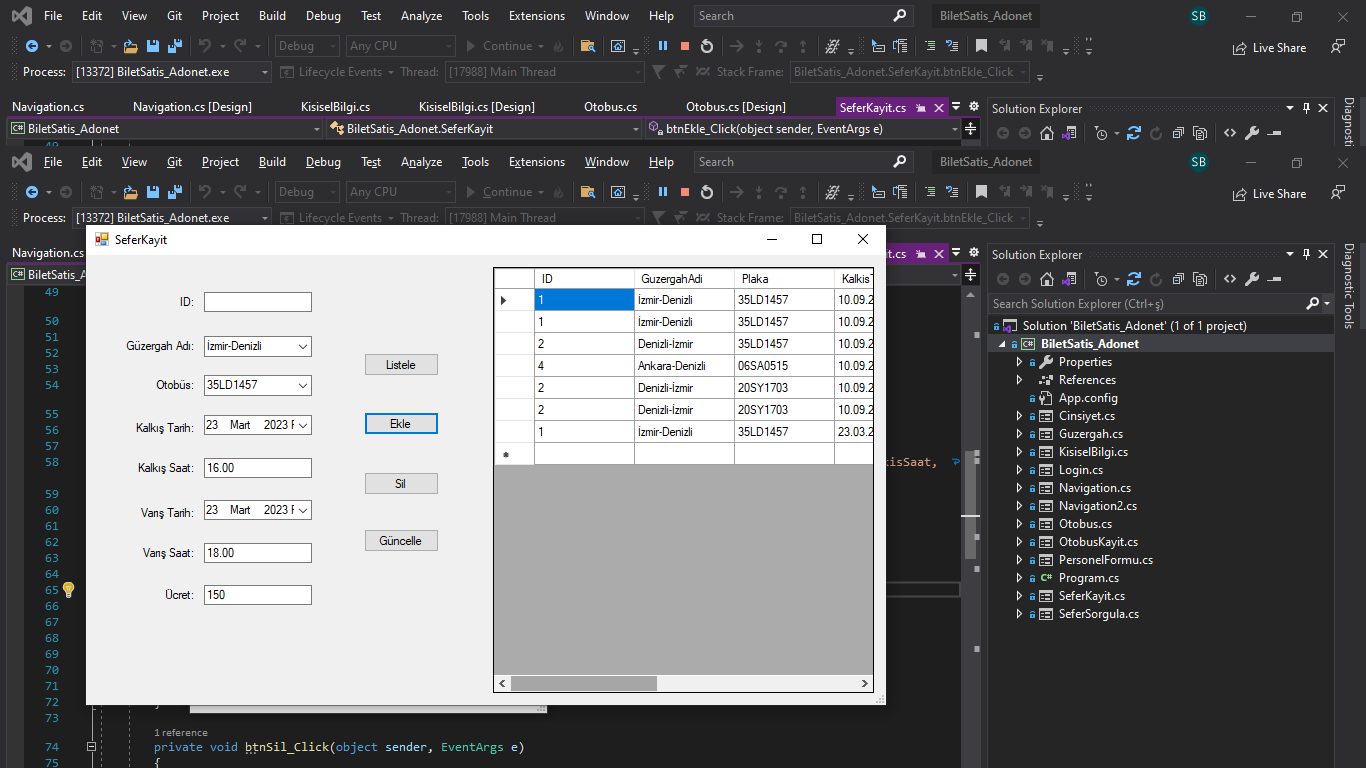 File Edit View Git Project Build Debug Test Analyze Tools Extensions Window Help Search BiletSatis_Adonet SB
Debug Any CPU Continue Live Share
Process: [13372] BiletSatis_Adonet.exe Lifecycle Events Thread: [17988] Main Thread Stack Frame: BiletSatis_Adonet.SeferKayit.btnEkle_Click
Navigation.cs Navigation.cs [Design] KisiselBilgi.cs KisiselBilgi.cs [Design] Otobus.cs Otobus.cs [Design] SeferKayit.cs Solution Explorer
BiletSatis_Adonet BiletSatis_Adonet.SeferKayit btnEkle_Click(object sender, EventArgs e)
Diagnosti
File Edit View Git Project Build Debug Test Analyze Tools Extensions Window Help Search BiletSatis_Adonet SB
Debug Any CPU Continue Live Share
Process: [13372] BiletSatis_Adonet.exe Lifecycle Events Thread: [17988] Main Thread Stack Frame: BiletSatis_Adonet.SeferKayit.btnEkle_Click
Navigation.cs
it.cs
BiletSatis_A
SeferKayit
ID:
Güzergah Adı: İzmir-Denizli
Otobüs: 35LD1457
Kalkış Tarih: 23 Mart 2023 F
Kalkış Saat: 16.00
Varış Tarih: 23 Mart 2023 F
Varış Saat: 18.00
Ücret: 150
Listele
Ekle
Sil
Güncelle
ID GuzergahAdi Plaka KalkisT
1 İzmir-Denizli 35LD1457 10.09.2
1 İzmir-Denizli 35LD1457 10.09.2
2 Denizli-İzmir 35LD1457 10.09.2
4 Ankara-Denizli 06SA0515 10.09.2
2 Denizli-İzmir 20SY1703 10.09.2
2 Denizli-İzmir 20SY1703 10.09.2
1 İzmir-Denizli 35LD1457 23.03.2
kisSaat,
49
50
51
52
53
54
55
56
57
58
59
60
61
62
63
64
65
66
67
68
69
70
71
72 }
73
1 reference
74 private void btnSil_Click(object sender, EventArgs e)
75 {
Solution Explorer
Search Solution Explorer (Ctrl+ş)
Solution 'BiletSatis_Adonet' (1 of 1 project)
BiletSatis_Adonet
Properties
References
App.config
Cinsiyet.cs
Guzergah.cs
KisiselBilgi.cs
Login.cs
Navigation.cs
Navigation2.cs
Otobus.cs
OtobusKayit.cs
PersonelFormu.cs
Program.cs
SeferKayit.cs
SeferSorgula.cs
Diagnostic Tools